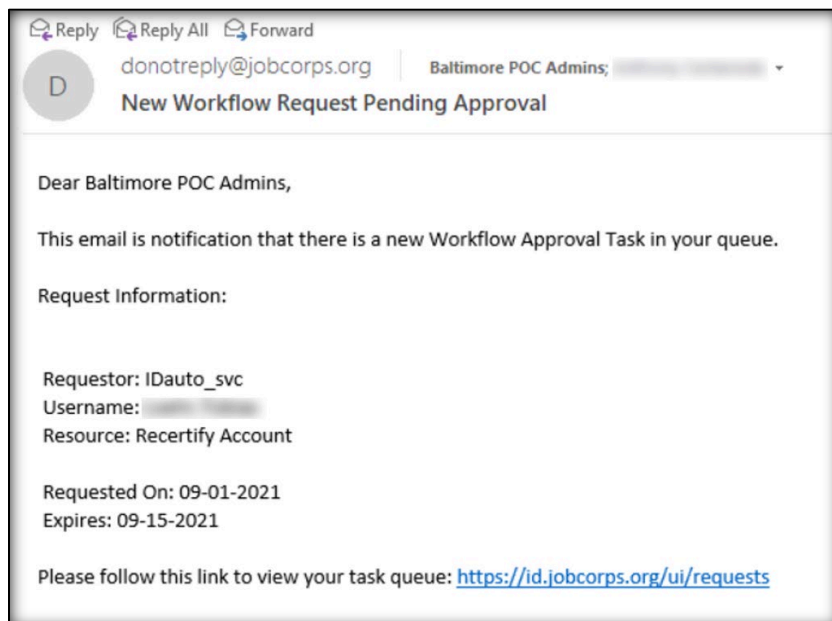 Reply Reply All Forward
D
donotreply@jobcorps.org Baltimore POC Admins;
New Workflow Request Pending Approval
Dear Baltimore POC Admins,
This email is notification that there is a new Workflow Approval Task in your queue.
Request Information:
Requestor: IDauto_svc
Username:
Resource: Recertify Account
Requested On: 09-01-2021
Expires: 09-15-2021
Please follow this link to view your task queue: https://id.jobcorps.org/ui/requests